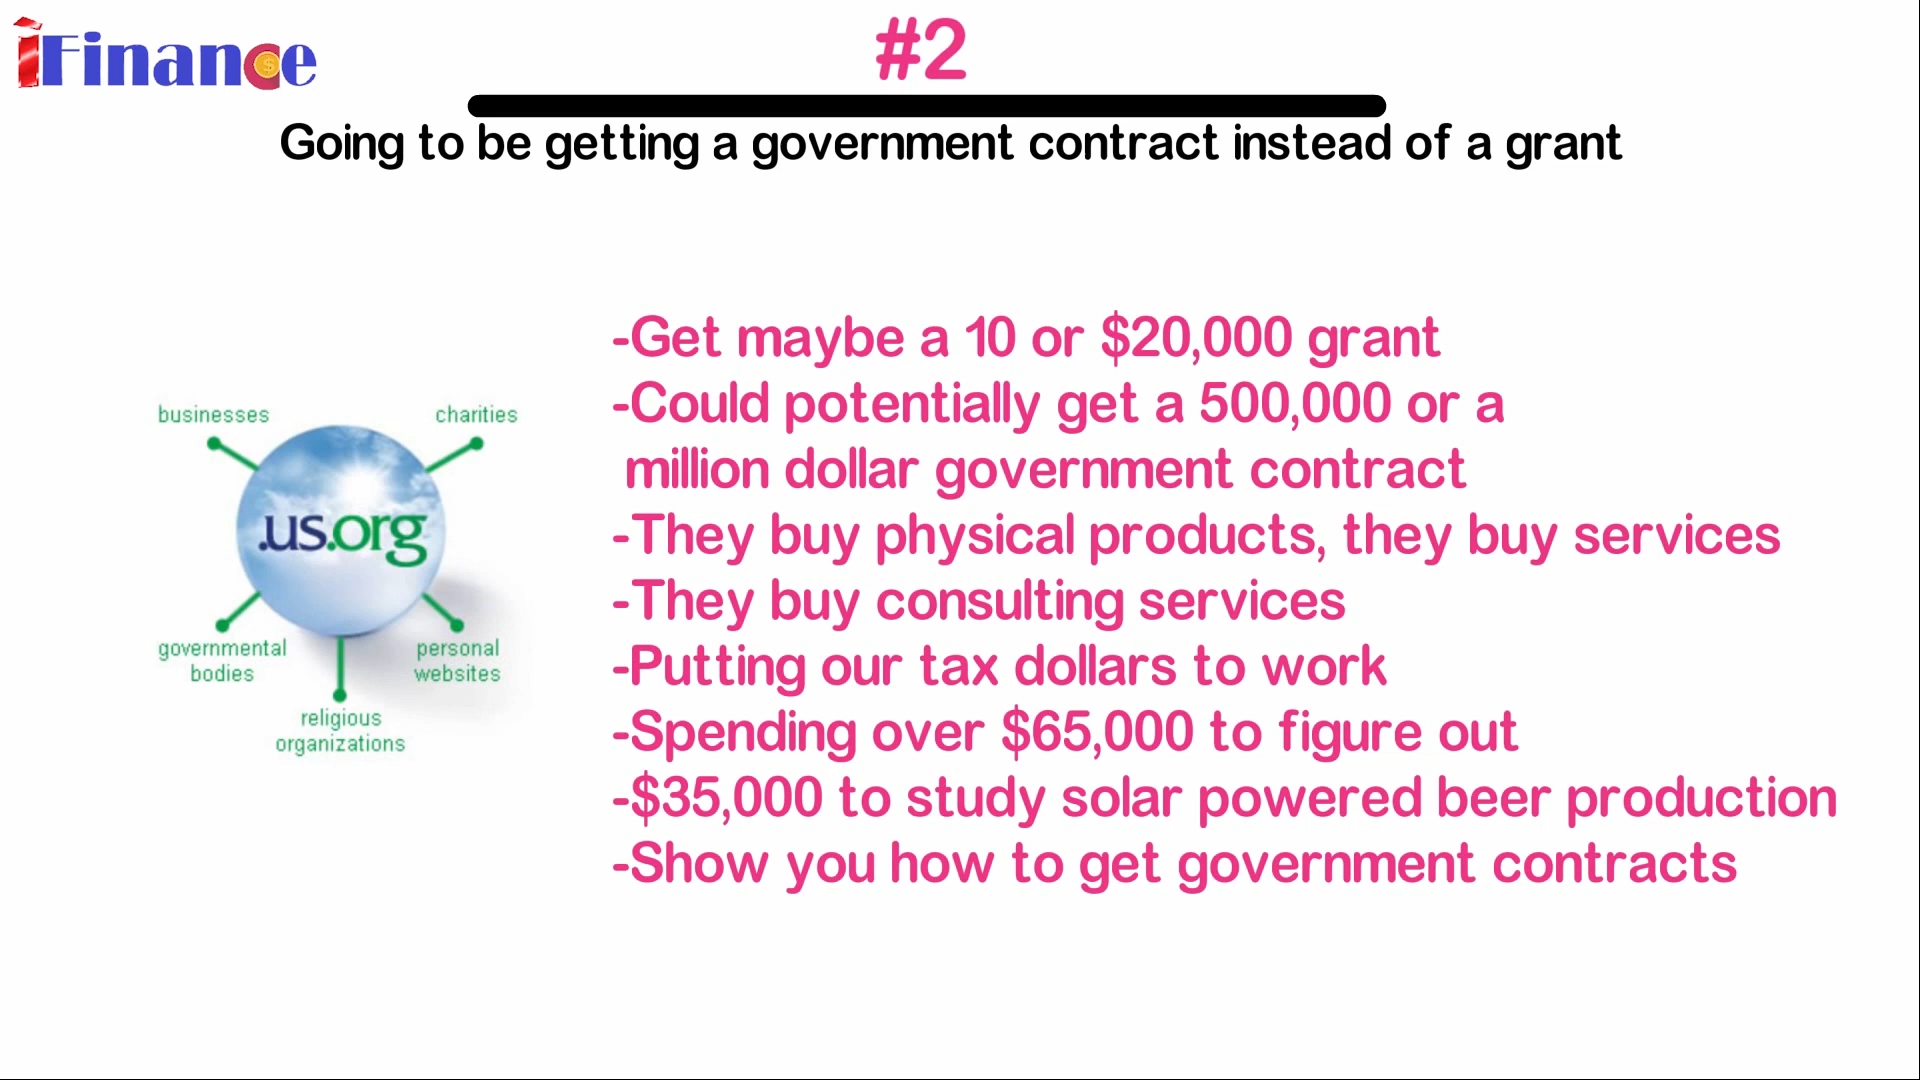 iFinance
#2
Going to be getting a government contract instead of a grant
businesses
charities
.us.org
governmental
bodies
personal
websites
religious
organizations
-Get maybe a 10 or $20,000 grant
-Could potentially get a 500,000 or a
million dollar government contract
-They buy physical products, they buy services
-They buy consulting services
-Putting our tax dollars to work
-Spending over $65,000 to figure out
-$35,000 to study solar powered beer production
-Show you how to get government contracts